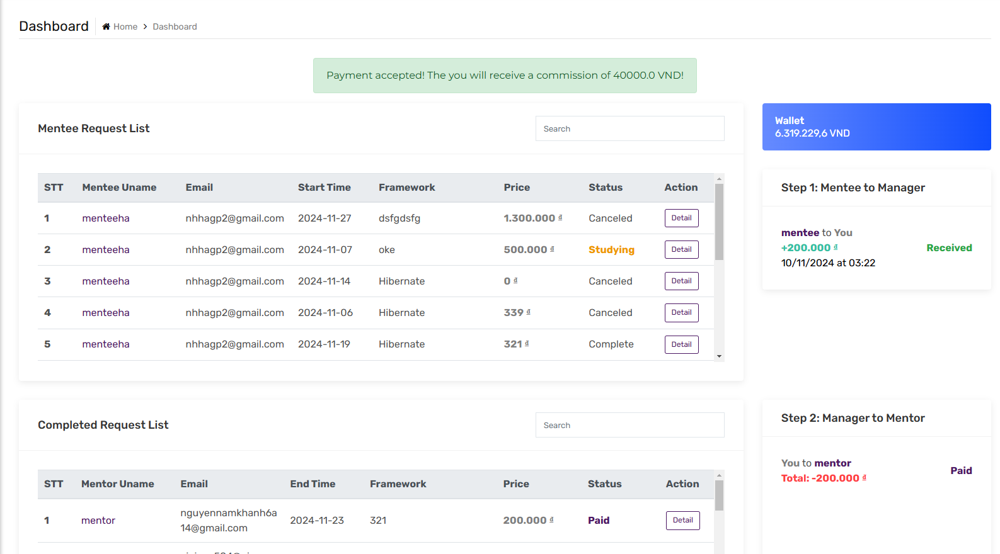 Dashboard Home > Dashboard
Payment accepted! The you will receive a commission of 40000.0 VND!
Mentee Request List Search
STT Mentee Uname Email Start Time Framework Price Status Action
1 menteeha nhhagp2@gmail.com 2024-11-27 dsfgdsfg 1.300.000 ₫ Canceled Detail
2 menteeha nhhagp2@gmail.com 2024-11-07 oke 500.000 ₫ Studying Detail
3 menteeha nhhagp2@gmail.com 2024-11-14 Hibernate 0 ₫ Canceled Detail
4 menteeha nhhagp2@gmail.com 2024-11-06 Hibernate 339 ₫ Canceled Detail
5 menteeha nhhagp2@gmail.com 2024-11-19 Hibernate 321 ₫ Complete Detail
Wallet
6.319.229,6 VND
Step 1: Mentee to Manager
mentee to You
+200.000 ₫ Received
10/11/2024 at 03:22
Completed Request List Search
STT Mentor Uname Email End Time Framework Price Status Action
1 mentor nguyennamkhanh6a14@gmail.com 2024-11-23 321 200.000 ₫ Paid Detail
Step 2: Manager to Mentor
You to mentor
Total: -200.000 ₫ Paid